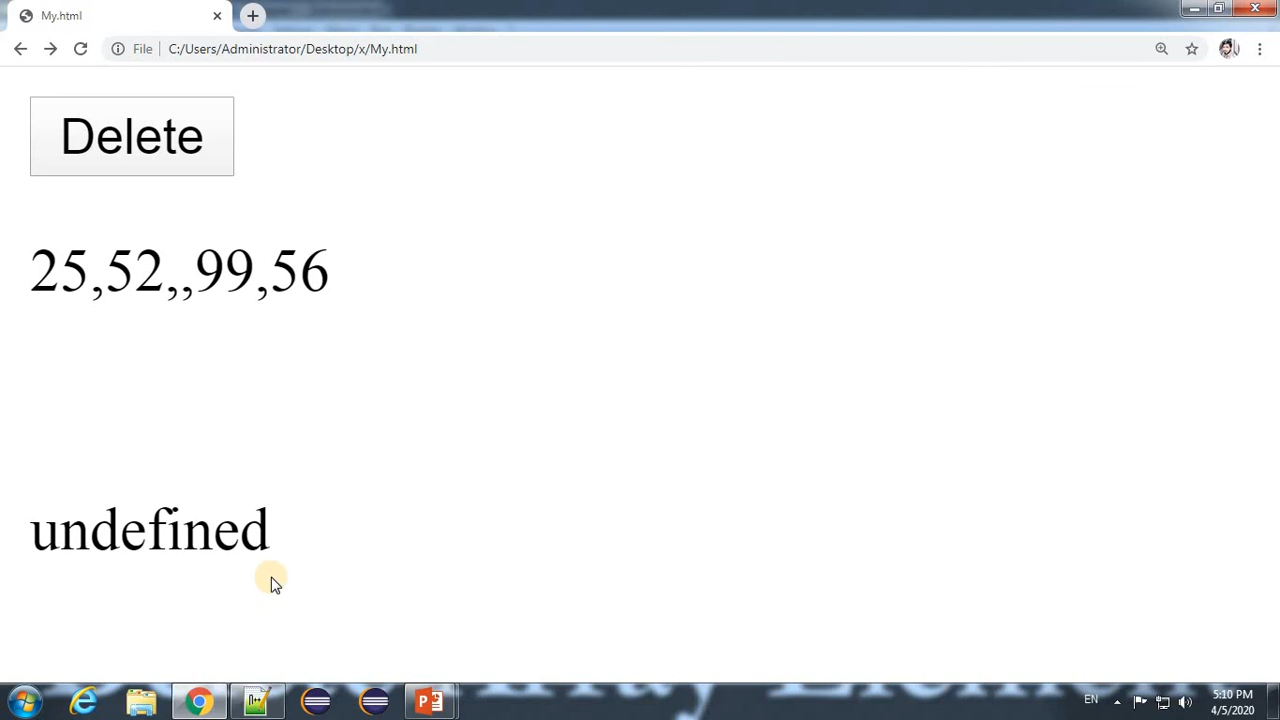 My.html
File C:/Users/Administrator/Desktop/x/My.html
Delete
25,52,,99,56
undefined
EN
5:10 PM
4/5/2020